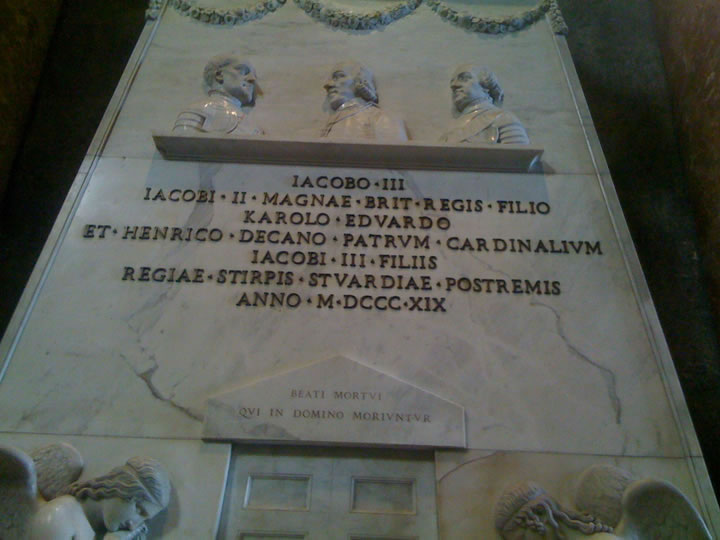 IACOBO·III
IACOBI·II·MAGNAE·BRIT·REGIS·FILIO
KAROLO·EDVARDO
ET·HENRICO·DECANO·PATRVM·CARDINALIVM
IACOBI·III·FILIIS
REGIAE·STIRPIS·STVARDIAE·POSTREMIS
ANNO·M·DCCC·XIX
BEATI MORTVI
QVI IN DOMINO MORIVNTVR